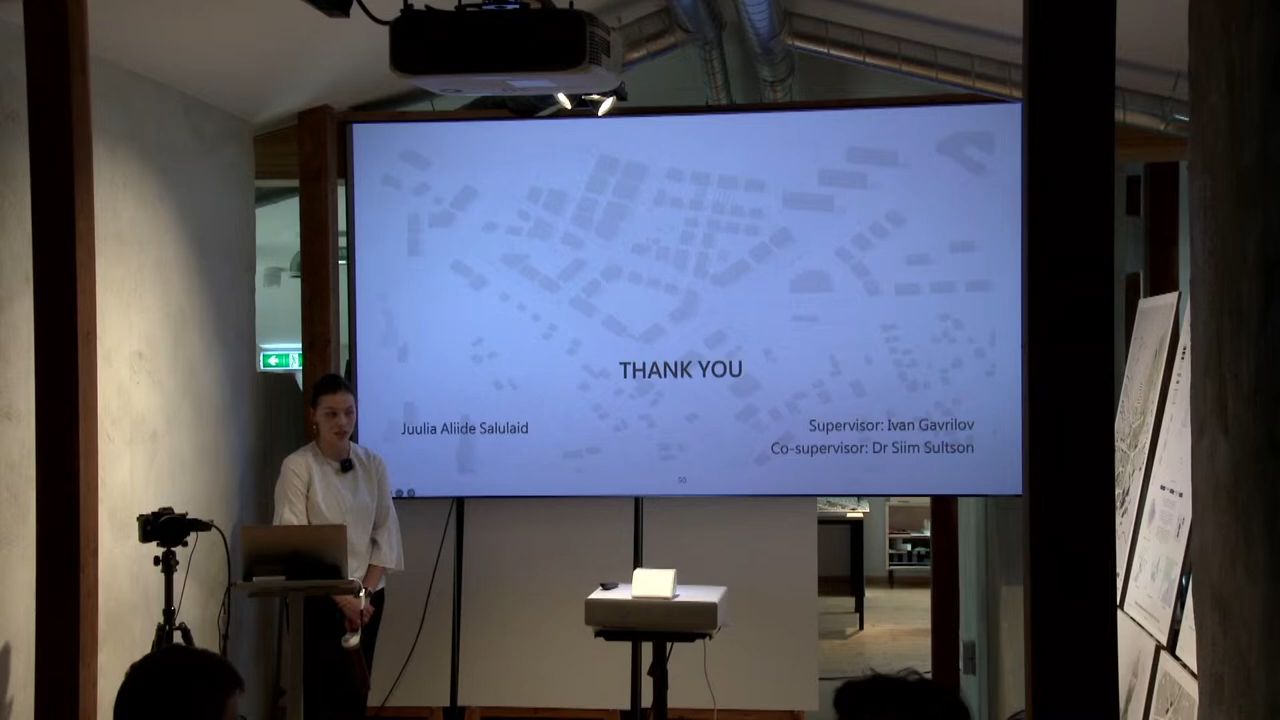 THANK YOU
Juulia Aliide Salulaid
Supervisor: Ivan Gavrilov
Co-supervisor: Dr Siim Sultson
50